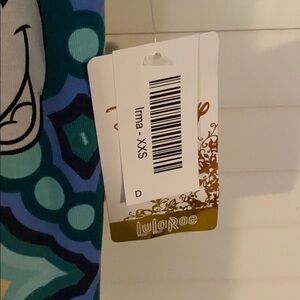 Irma - XXS
D
LuLaRoe